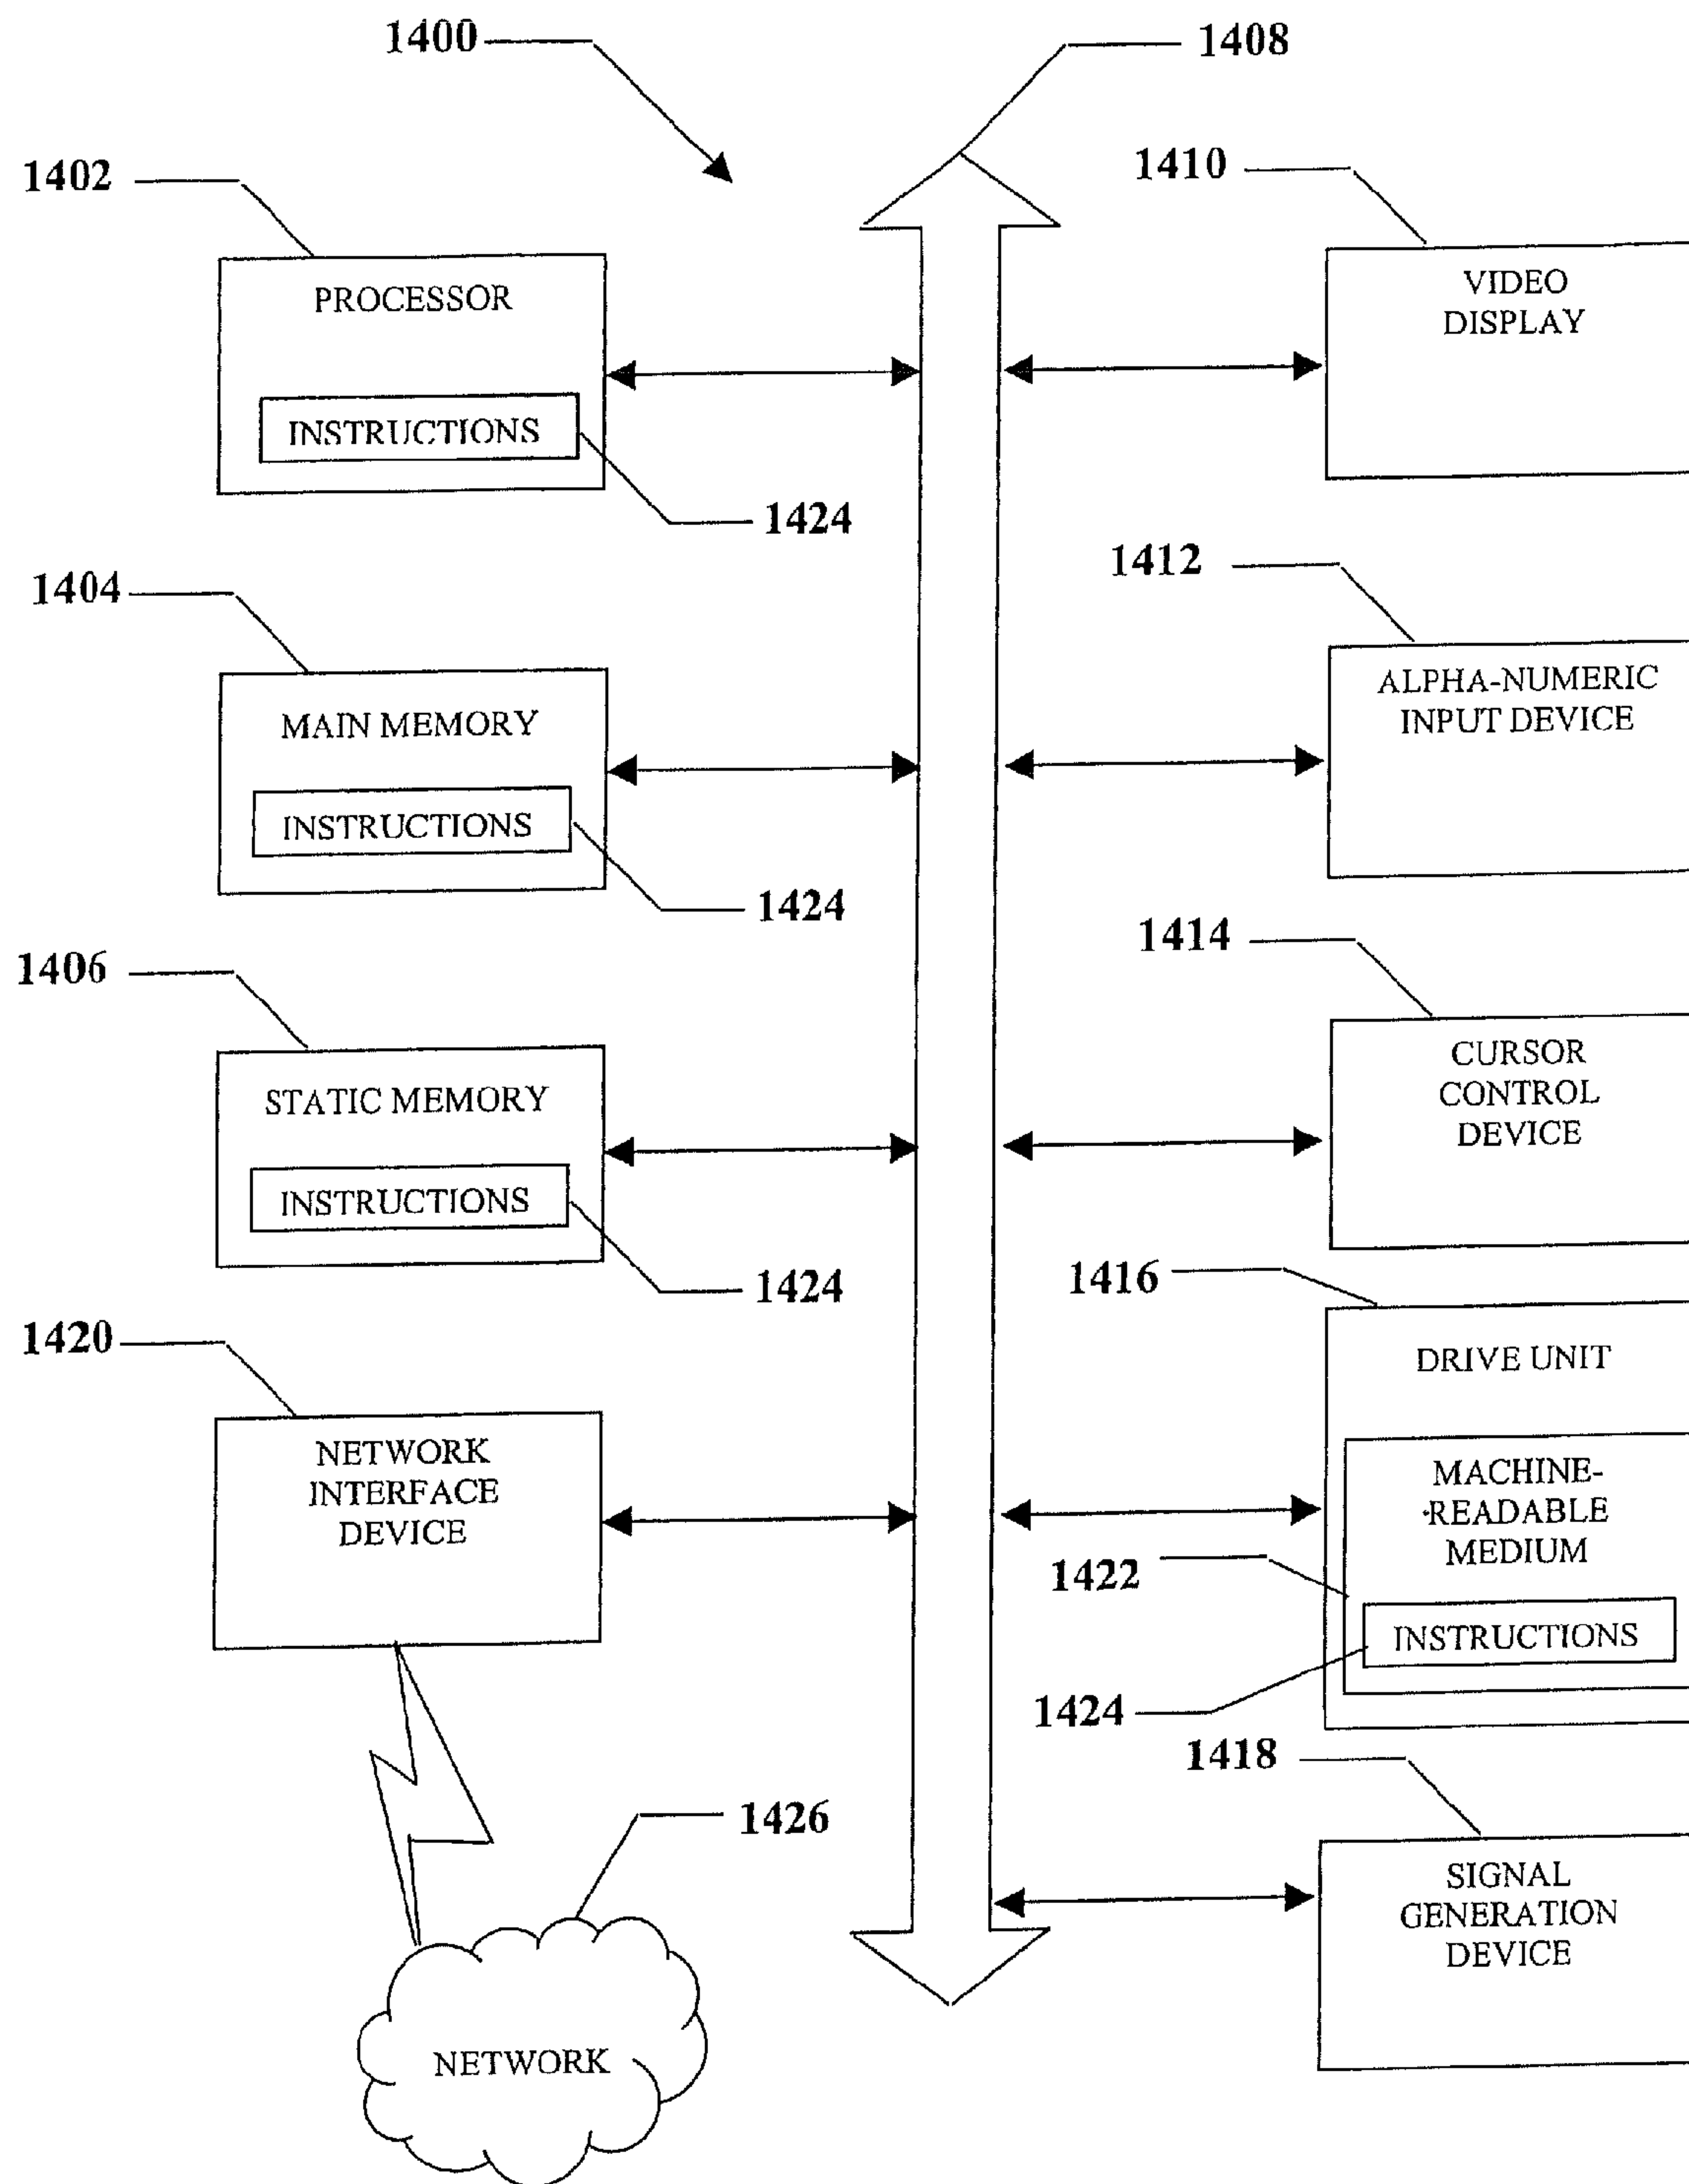 1400
1408
1402
1410
PROCESSOR
INSTRUCTIONS
1424
VIDEO
DISPLAY
1404
1412
MAIN MEMORY
INSTRUCTIONS
1424
ALPHA-NUMERIC
INPUT DEVICE
1406
1414
STATIC MEMORY
INSTRUCTIONS
1424
CURSOR
CONTROL
DEVICE
1420
1416
NETWORK
INTERFACE
DEVICE
DRIVE UNIT
MACHINE-
READABLE
MEDIUM
1422
INSTRUCTIONS
1424
1418
1426
NETWORK
SIGNAL
GENERATION
DEVICE